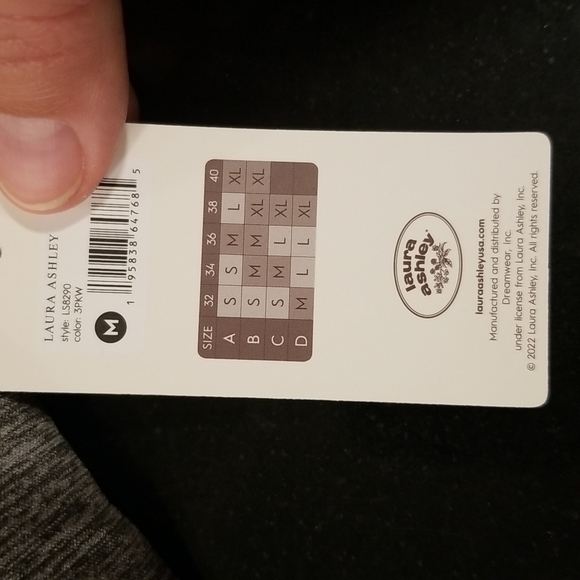 LAURA ASHLEY
style: LS8290
color: 3PKW
M
1 95838 64768 5
SIZE 32 34 36 38 40
A S S M L XL
B S M M XL XL
C S M L XL
D M L L XL
laura
ashley
lauraashleyusa.com
Manufactured and distributed by
Dreamwear, Inc.
under license from Laura Ashley, Inc.
© 2022 Laura Ashley, Inc. All rights reserved.